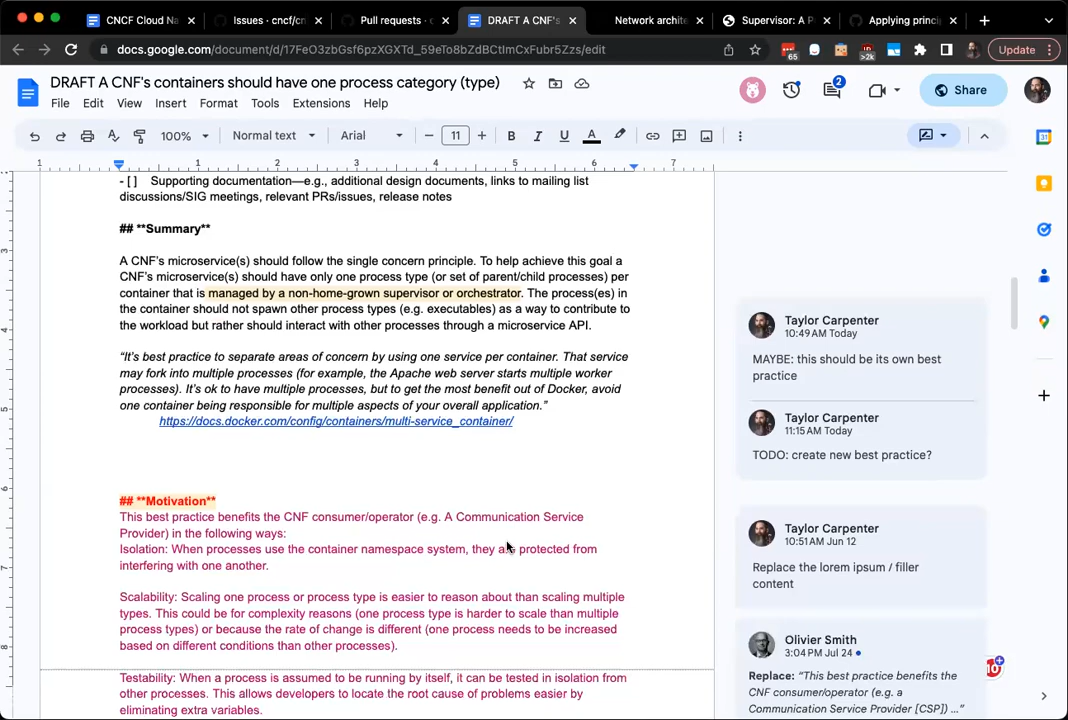 CNCF Cloud Na
Issues · cncf/cn
Pull requests · c
DRAFT A CNF's
Network archite
Supervisor: A P
Applying princi
docs.google.com/document/d/17FeO3zbGsf6pzXGXTd_59eTo8bZdBCtImCxFubr5Zzs/edit
65
>2k
Update
DRAFT A CNF's containers should have one process category (type)
File Edit View Insert Format Tools Extensions Help
2
Share
100% Normal text Arial 11 B I U A
1 1 2 3 4 5 6 7
- [ ] Supporting documentation—e.g., additional design documents, links to mailing list
discussions/SIG meetings, relevant PRs/issues, release notes
## **Summary**
A CNF's microservice(s) should follow the single concern principle. To help achieve this goal a
CNF's microservice(s) should have only one process type (or set of parent/child processes) per
container that is managed by a non-home-grown supervisor or orchestrator. The process(es) in
the container should not spawn other process types (e.g. executables) as a way to contribute to
the workload but rather should interact with other processes through a microservice API.
“It's best practice to separate areas of concern by using one service per container. That service
may fork into multiple processes (for example, the Apache web server starts multiple worker
processes). It's ok to have multiple processes, but to get the most benefit out of Docker, avoid
one container being responsible for multiple aspects of your overall application.”
https://docs.docker.com/config/containers/multi-service_container/
## **Motivation**
This best practice benefits the CNF consumer/operator (e.g. A Communication Service
Provider) in the following ways:
Isolation: When processes use the container namespace system, they are protected from
interfering with one another.
Scalability: Scaling one process or process type is easier to reason about than scaling multiple
types. This could be for complexity reasons (one process type is harder to scale than multiple
process types) or because the rate of change is different (one process needs to be increased
based on different conditions than other processes).
Testability: When a process is assumed to be running by itself, it can be tested in isolation from
other processes. This allows developers to locate the root cause of problems easier by
eliminating extra variables.
3
4
5
6
7
8
Taylor Carpenter
10:49 AM Today
MAYBE: this should be its own best
practice
Taylor Carpenter
11:15 AM Today
TODO: create new best practice?
Taylor Carpenter
10:51 AM Jun 12
Replace the lorem ipsum / filler
content
Olivier Smith
3:04 PM Jul 24
Replace: “This best practice benefits the
CNF consumer/operator (e.g. a
Communication Service Provider [CSP]) ...”
10